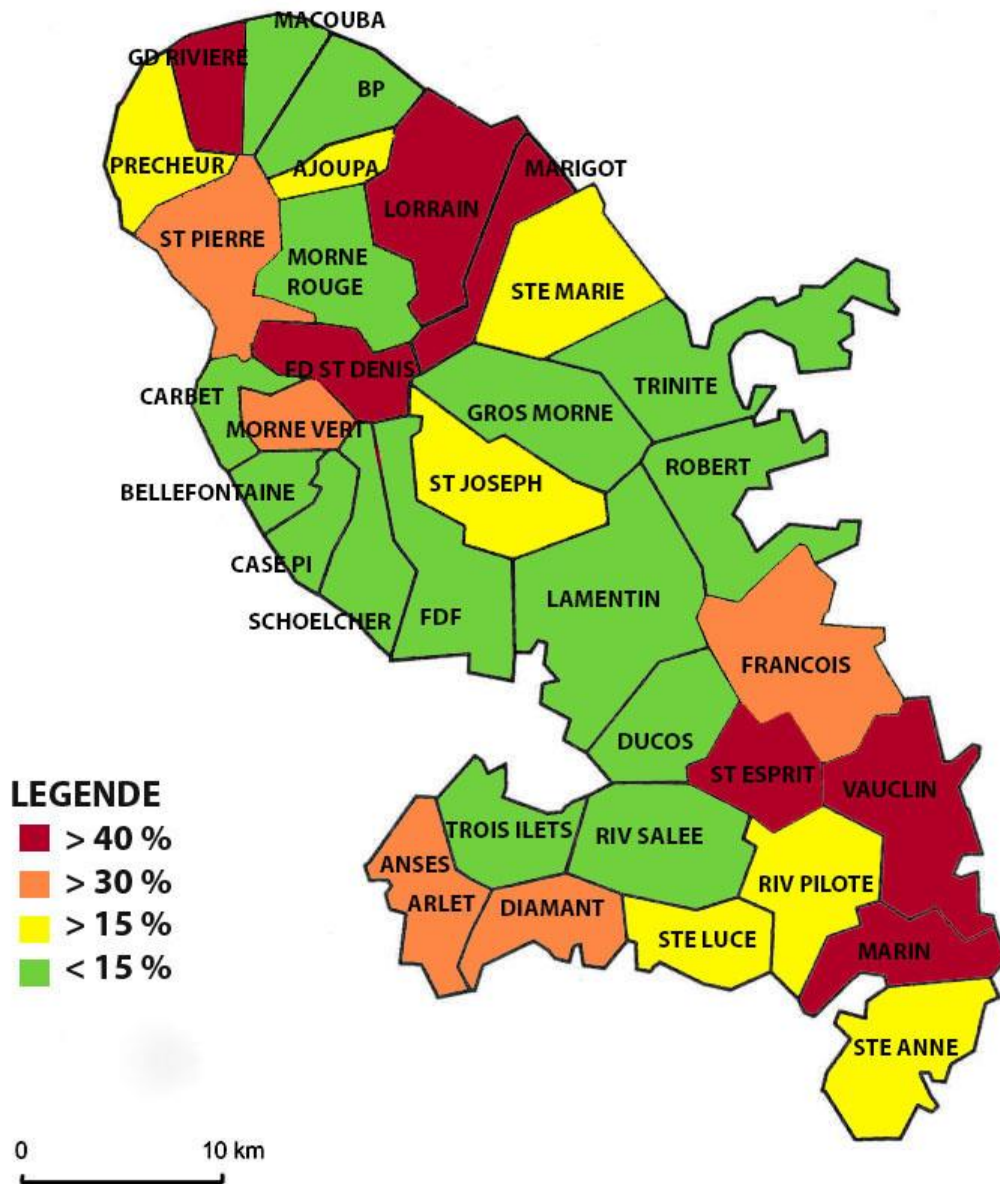 MACOUBA
GD RIVIERE
BP
PRECHEUR
AJOUPA
MARIGOT
LORRAIN
ST PIERRE
MORNE
ROUGE
STE MARIE
FD ST DENIS
TRINITE
CARBET
GROS MORNE
MORNE VERT
ROBERT
ST JOSEPH
BELLEFONTAINE
CASE PI
LAMENTIN
SCHOELCHER
FDF
FRANCOIS
DUCOS
ST ESPRIT
VAUCLIN
LEGENDE
> 40 %
> 30 %
> 15 %
< 15 %
TROIS ILETS
RIV SALEE
ANSES
ARLET
DIAMANT
RIV PILOTE
STE LUCE
MARIN
STE ANNE
0 10 km